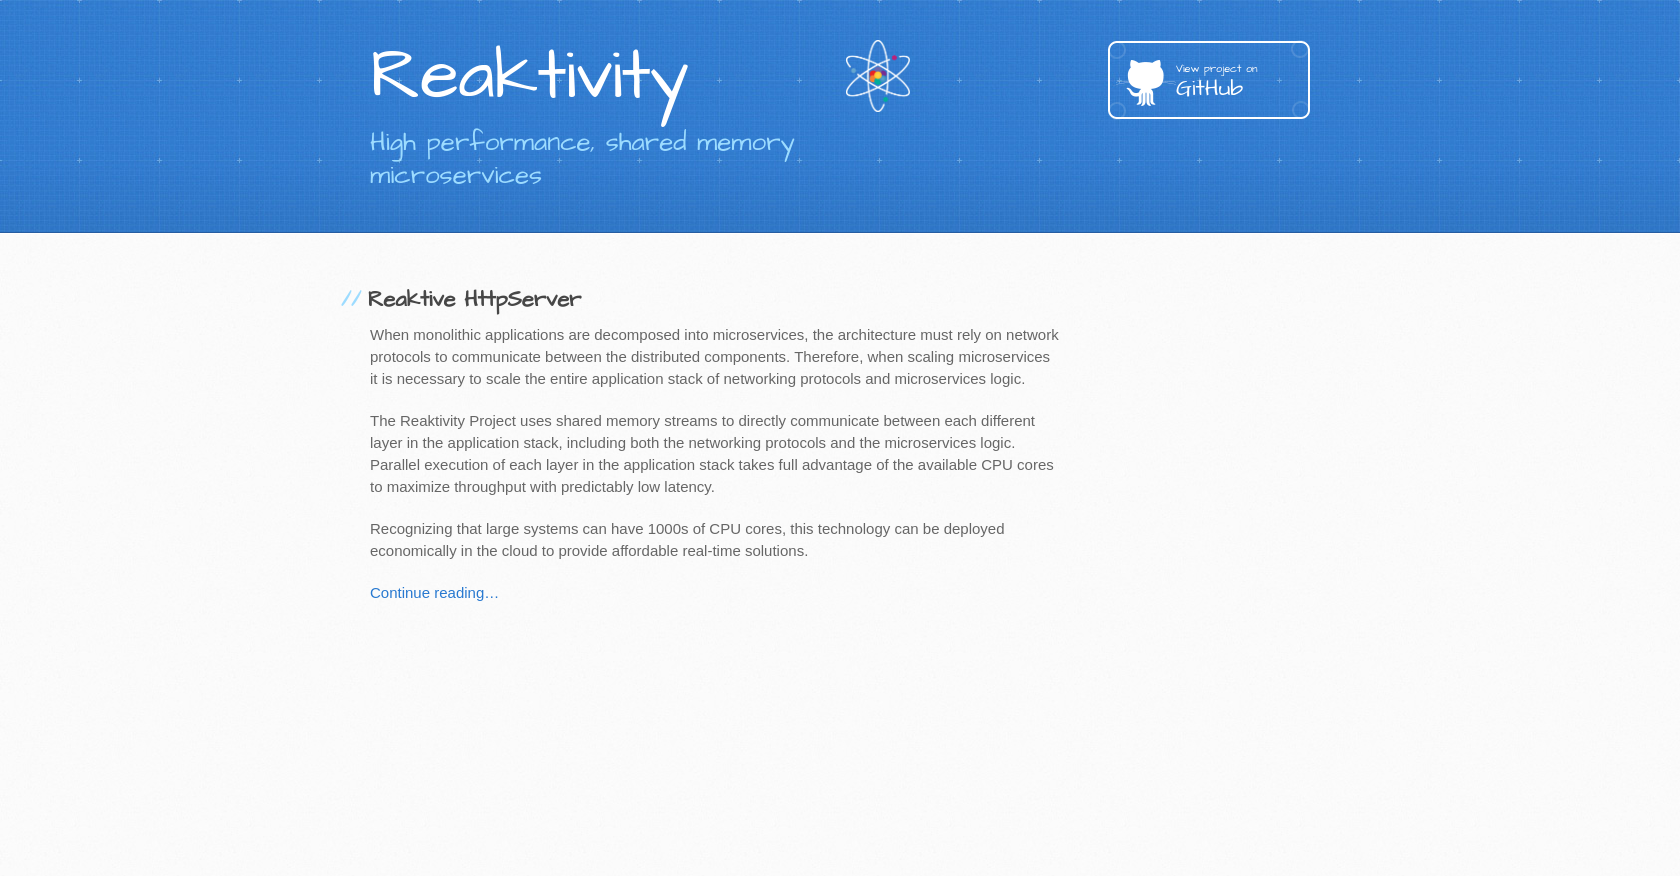 Reaktivity
High performance, shared memory
microservices
View project on
GitHub
// Reaktive HttpServer
When monolithic applications are decomposed into microservices, the architecture must rely on network
protocols to communicate between the distributed components. Therefore, when scaling microservices
it is necessary to scale the entire application stack of networking protocols and microservices logic.
The Reaktivity Project uses shared memory streams to directly communicate between each different
layer in the application stack, including both the networking protocols and the microservices logic.
Parallel execution of each layer in the application stack takes full advantage of the available CPU cores
to maximize throughput with predictably low latency.
Recognizing that large systems can have 1000s of CPU cores, this technology can be deployed
economically in the cloud to provide affordable real-time solutions.
Continue reading…